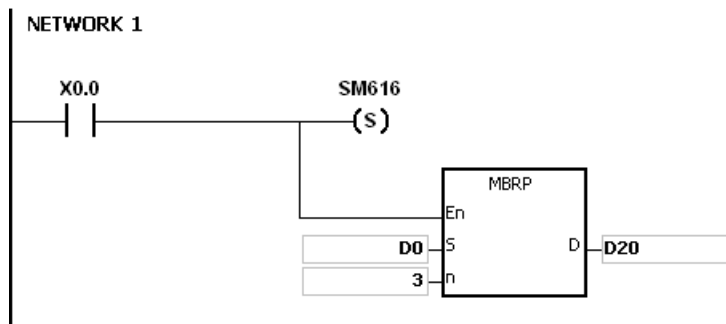 NETWORK 1
X0.0
SM616
(S)
MBRP
En
D0 S D D20
3 n